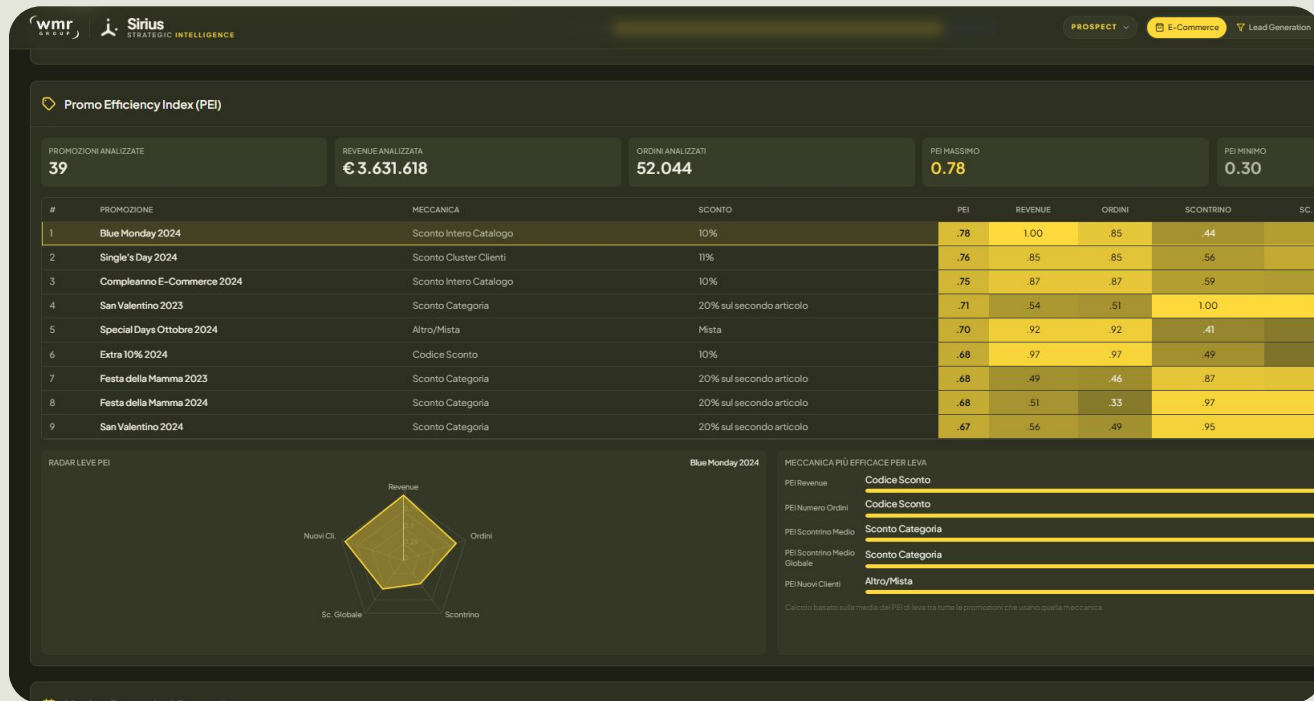 wmr GROUP
Sirius
STRATEGIC INTELLIGENCE
PROSPECT
E-Commerce
Lead Generation
Promo Efficiency Index (PEI)
PROMOZIONI ANALIZZATE
39
REVENUE ANALIZZATA
€ 3.631.618
ORDINI ANALIZZATI
52.044
PEI MASSIMO
0.78
PEI MINIMO
0.30
# PROMOZIONE MECCANICA SCONTO PEI REVENUE ORDINI SCONTRINO SC.
1 Blue Monday 2024 Sconto Intero Catalogo 10% .78 1.00 .85 .44
2 Single's Day 2024 Sconto Cluster Clienti 11% .76 .85 .85 .56
3 Compleanno E-Commerce 2024 Sconto Intero Catalogo 10% .75 .87 .87 .59
4 San Valentino 2023 Sconto Categoria 20% sul secondo articolo .71 .54 .51 1.00
5 Special Days Ottobre 2024 Altro/Mista Mista .70 .92 .92 .41
6 Extra 10% 2024 Codice Sconto 10% .68 .97 .97 .49
7 Festa della Mamma 2023 Sconto Categoria 20% sul secondo articolo .68 .49 .46 .87
8 Festa della Mamma 2024 Sconto Categoria 20% sul secondo articolo .68 .51 .33 .97
9 San Valentino 2024 Sconto Categoria 20% sul secondo articolo .67 .56 .49 .95
RADAR LEVE PEI
Blue Monday 2024
Revenue
Ordini
Scontrino
Sc. Globale
Nuovi Cli.
MECCANICA PIÙ EFFICACE PER LEVA
PEI Revenue Codice Sconto
PEI Numero Ordini Codice Sconto
PEI Scontrino Medio Sconto Categoria
PEI Scontrino Medio Globale Sconto Categoria
PEI Nuovi Clienti Altro/Mista
Calcolo basato sulla media dei PEI di leva tra tutte le promozioni che usano quella meccanica.